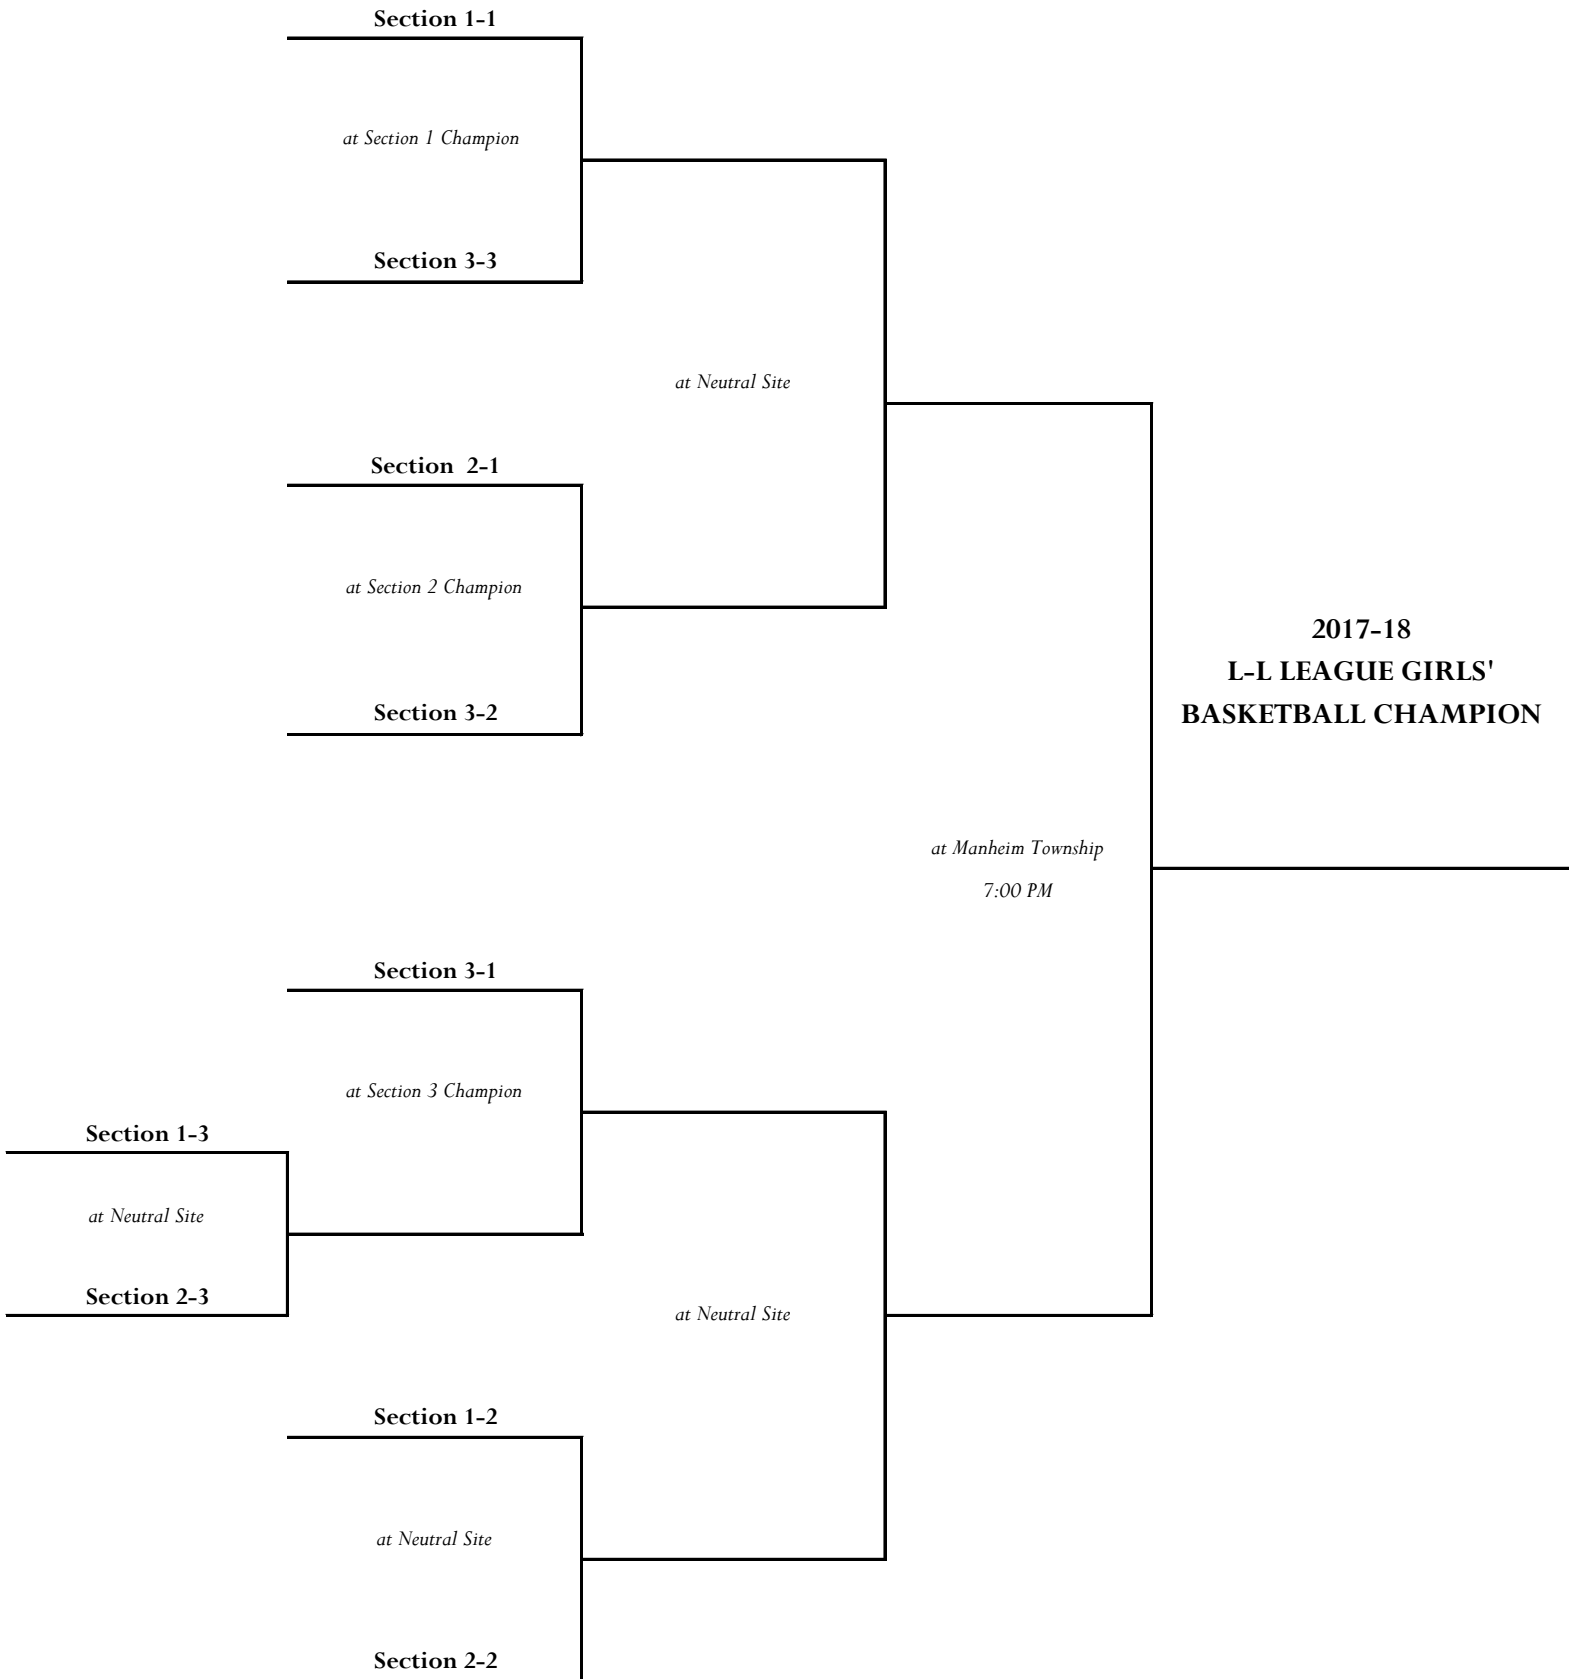 Section 1-1
at Section 1 Champion
Section 3-3
at Neutral Site
Section 2-1
at Section 2 Champion
Section 3-2
2017-18
L-L LEAGUE GIRLS'
BASKETBALL CHAMPION
at Manheim Township
7:00 PM
Section 3-1
at Section 3 Champion
Section 1-3
at Neutral Site
Section 2-3
at Neutral Site
Section 1-2
at Neutral Site
Section 2-2